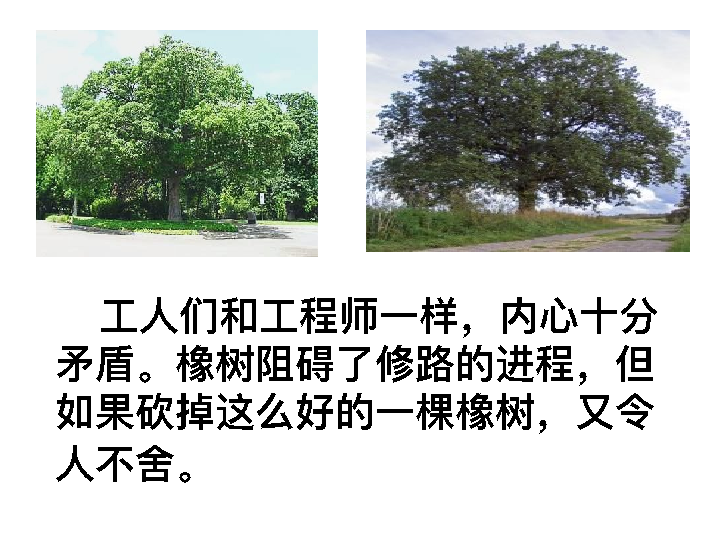 工人们和工程师一样，内心十分
矛盾。橡树阻碍了修路的进程，但
如果砍掉这么好的一棵橡树，又令
人不舍。